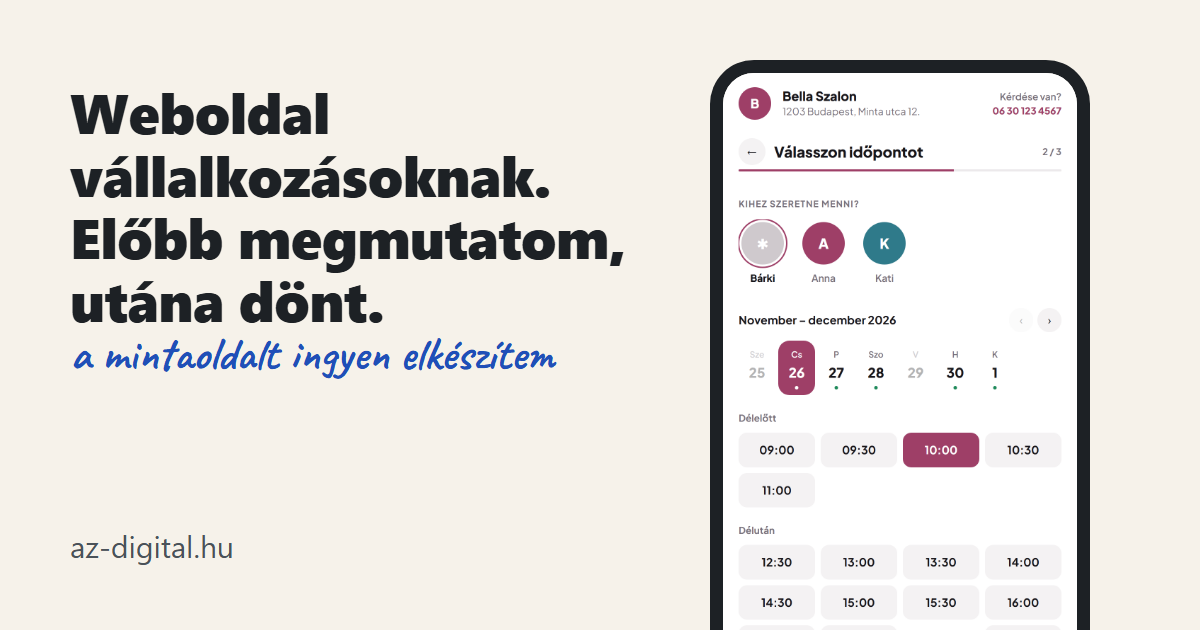 Weboldal
vállalkozásoknak.
Előbb megmutatom,
utána dönt.
a mintaoldalt ingyen elkészítem
az-digital.hu
B
Bella Szalon
1203 Budapest, Minta utca 12.
Kérdése van?
06 30 123 4567
← Válasszon időpontot 2 / 3
KIHEZ SZERETNE MENNI?
✱ A K
Bárki Anna Kati
November – december 2026 ‹ ›
Szo Cs P Szo V H K
25 26 27 28 29 30 1
Délelőtt
09:00 09:30 10:00 10:30
11:00
Délután
12:30 13:00 13:30 14:00
14:30 15:00 15:30 16:00